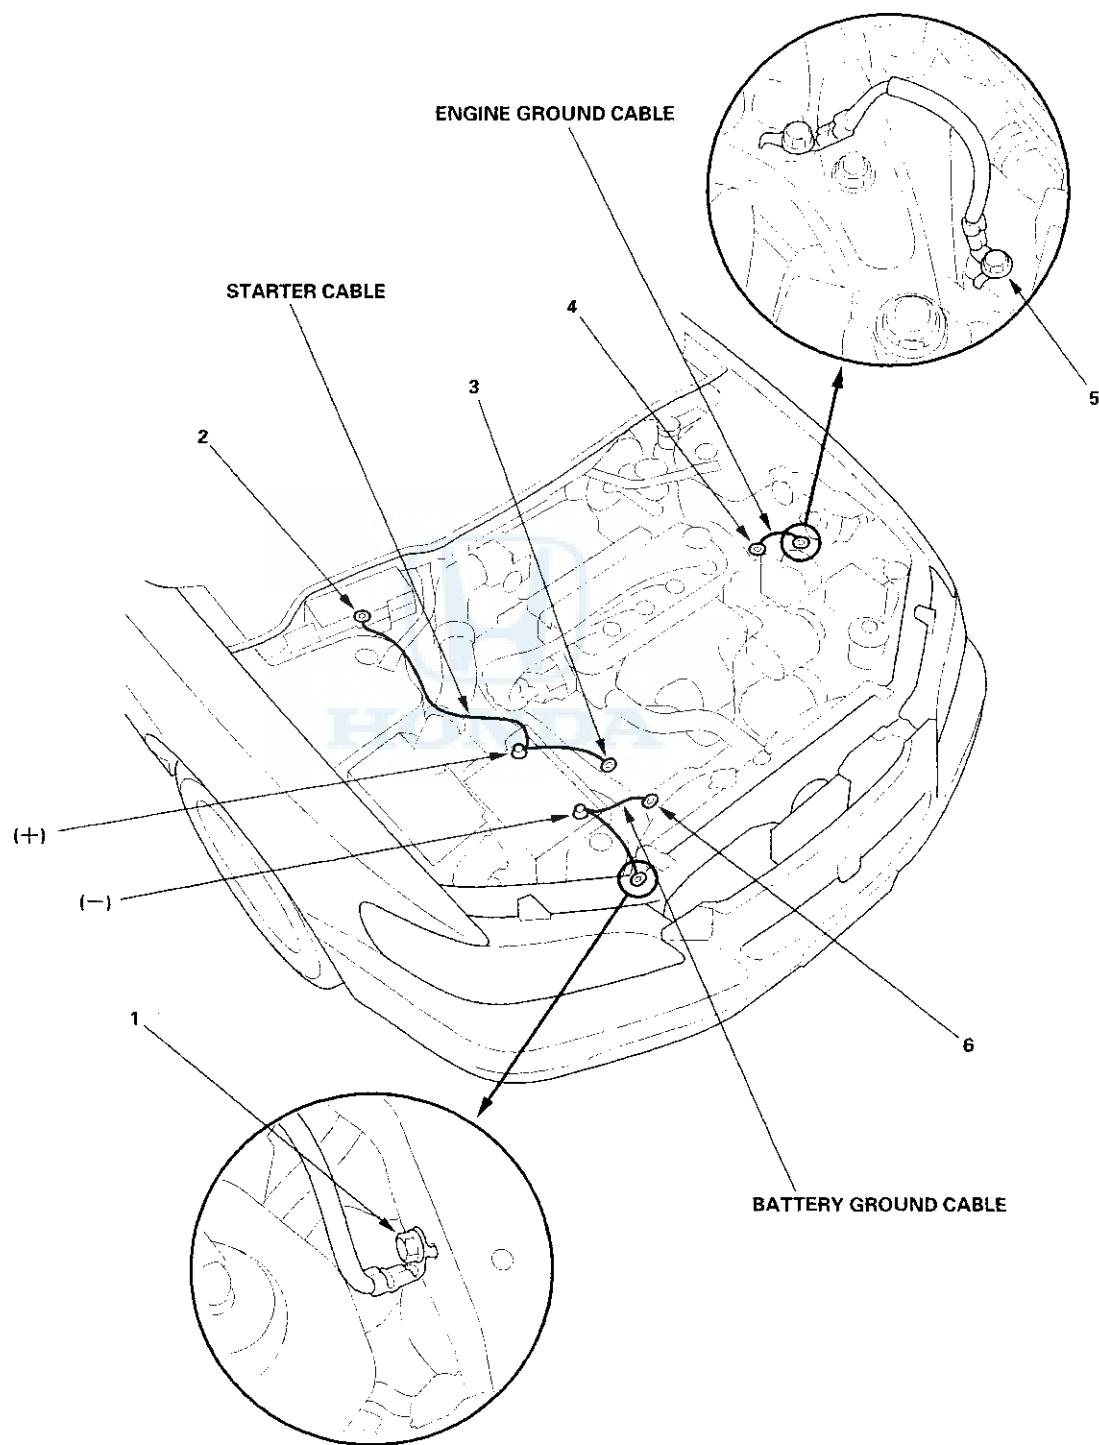 ENGINE GROUND CABLE
STARTER CABLE
4
3
5
2
HONDA
(+)
(−)
1
6
BATTERY GROUND CABLE